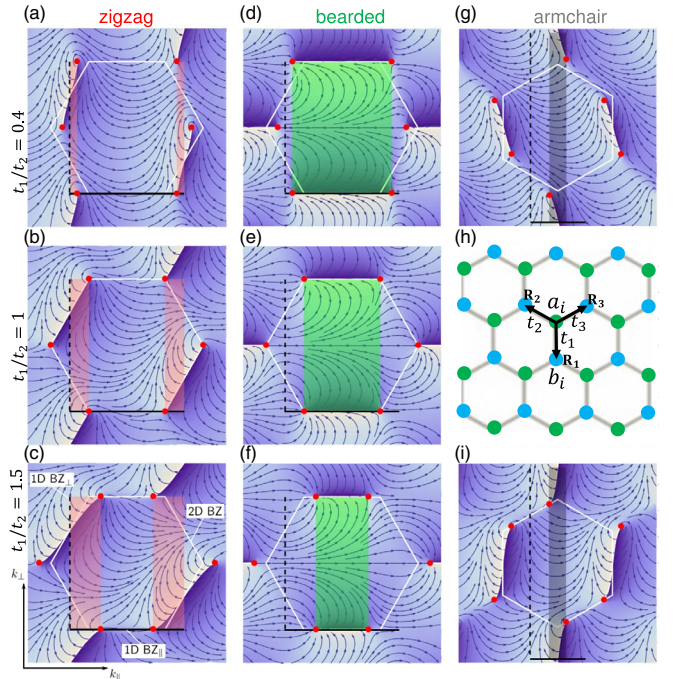 (a) zigzag (d) bearded (g) armchair
t₁/t₂ = 0.4
(b) (e) (h)
t₁/t₂ = 1
R₂ aᵢ R₃
t₂ t₃
t₁
R₁
bᵢ
(c) (f) (i)
t₁/t₂ = 1.5
1D BZ⊥
2D BZ
k⊥
1D BZ∥
k∥